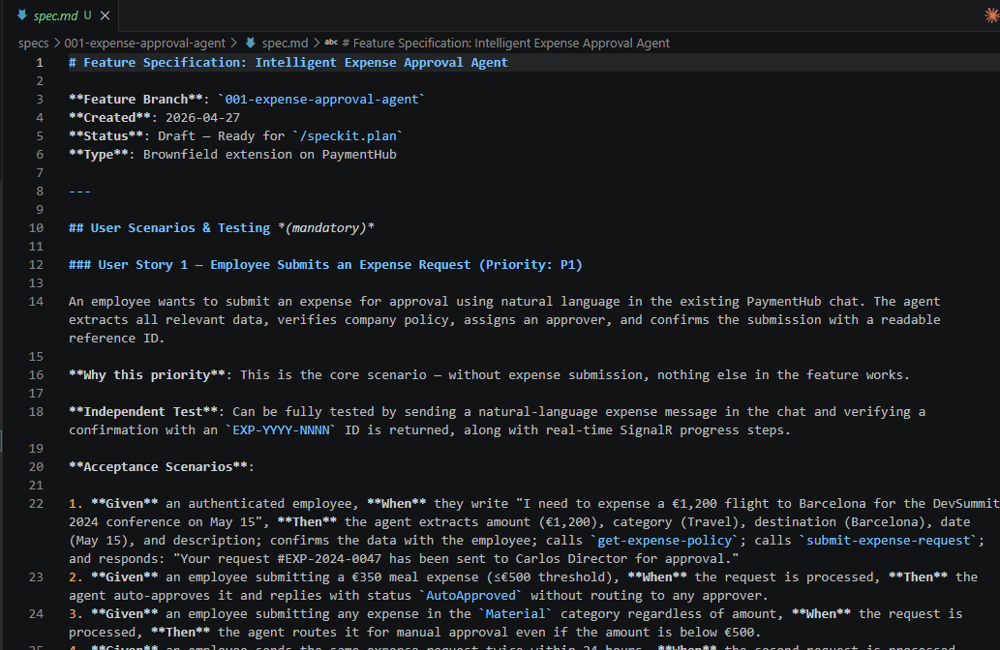 spec.md U ×
specs > 001-expense-approval-agent > spec.md > abc # Feature Specification: Intelligent Expense Approval Agent
1 # Feature Specification: Intelligent Expense Approval Agent
2
3 **Feature Branch**: `001-expense-approval-agent`
4 **Created**: 2026-04-27
5 **Status**: Draft — Ready for `/speckit.plan`
6 **Type**: Brownfield extension on PaymentHub
7
8 ---
9
10 ## User Scenarios & Testing *(mandatory)*
11
12 ### User Story 1 — Employee Submits an Expense Request (Priority: P1)
13
14 An employee wants to submit an expense for approval using natural language in the existing PaymentHub chat. The agent
extracts all relevant data, verifies company policy, assigns an approver, and confirms the submission with a readable
reference ID.
15
16 **Why this priority**: This is the core scenario — without expense submission, nothing else in the feature works.
17
18 **Independent Test**: Can be fully tested by sending a natural-language expense message in the chat and verifying a
confirmation with an `EXP-YYYY-NNNN` ID is returned, along with real-time SignalR progress steps.
19
20 **Acceptance Scenarios**:
21
22 1. **Given** an authenticated employee, **When** they write "I need to expense a €1,200 flight to Barcelona for the DevSummit
2024 conference on May 15", **Then** the agent extracts amount (€1,200), category (Travel), destination (Barcelona), date
(May 15), and description; confirms the data with the employee; calls `get-expense-policy`; calls `submit-expense-request`;
and responds: "Your request #EXP-2024-0047 has been sent to Carlos Director for approval."
23 2. **Given** an employee submitting a €350 meal expense (≤€500 threshold), **When** the request is processed, **Then** the
agent auto-approves it and replies with status `AutoApproved` without routing to any approver.
24 3. **Given** an employee submitting any expense in the `Material` category regardless of amount, **When** the request is
processed, **Then** the agent routes it for manual approval even if the amount is below €500.
25 4. **Given** an employee sends the same expense request twice within 24 hours, **When** the second request is processed,